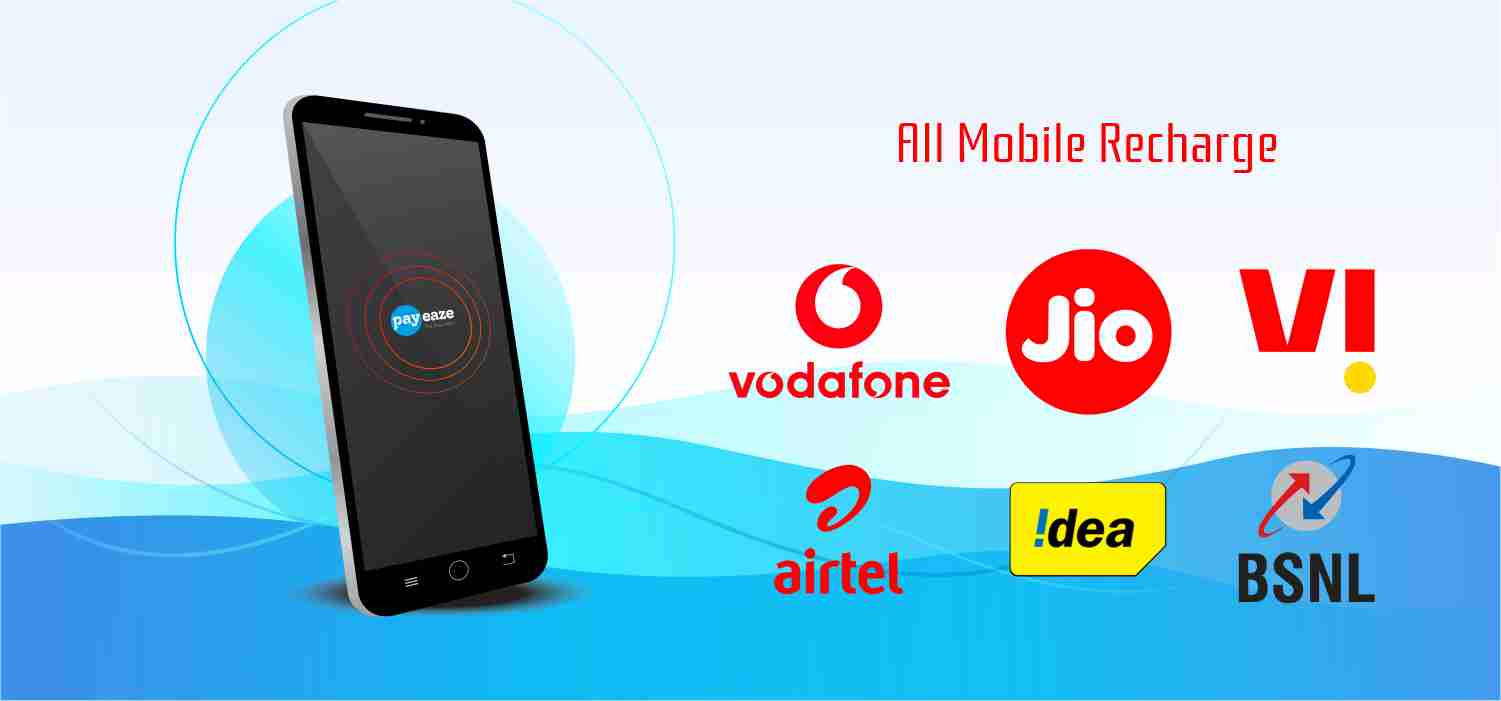 All Mobile Recharge
pay eaze
vodafone
Jio
VI
airtel
!dea
BSNL